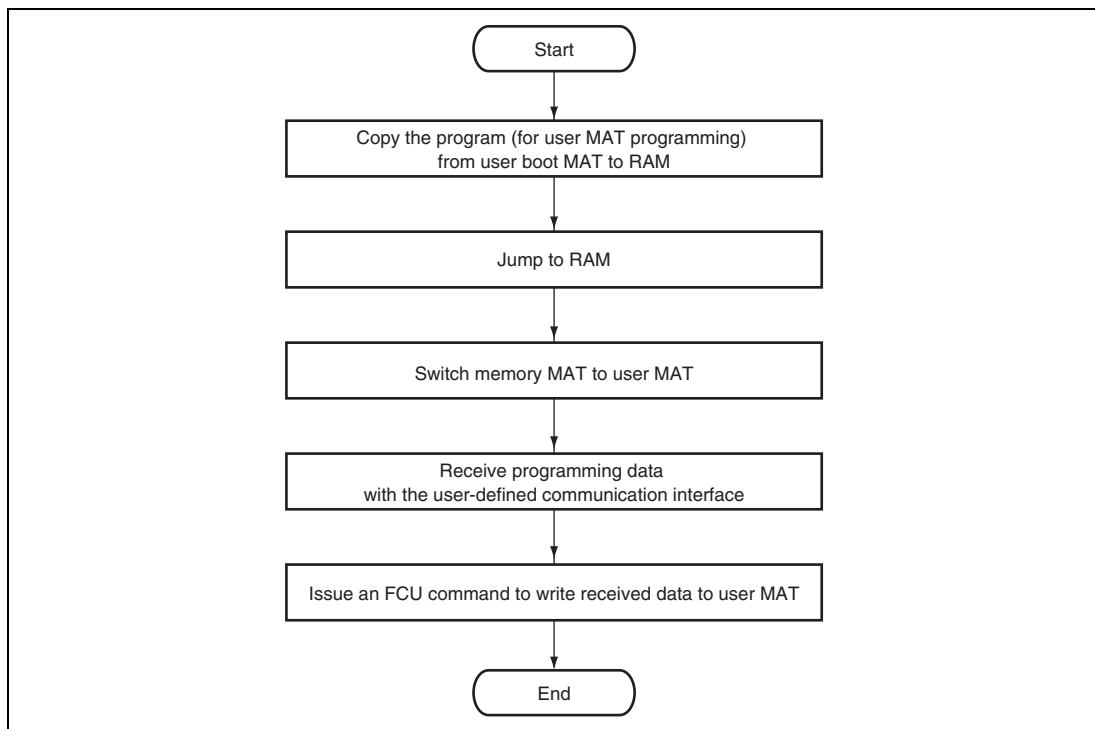 Start
Copy the program (for user MAT programming)
from user boot MAT to RAM
Jump to RAM
Switch memory MAT to user MAT
Receive programming data
with the user-defined communication interface
Issue an FCU command to write received data to user MAT
End